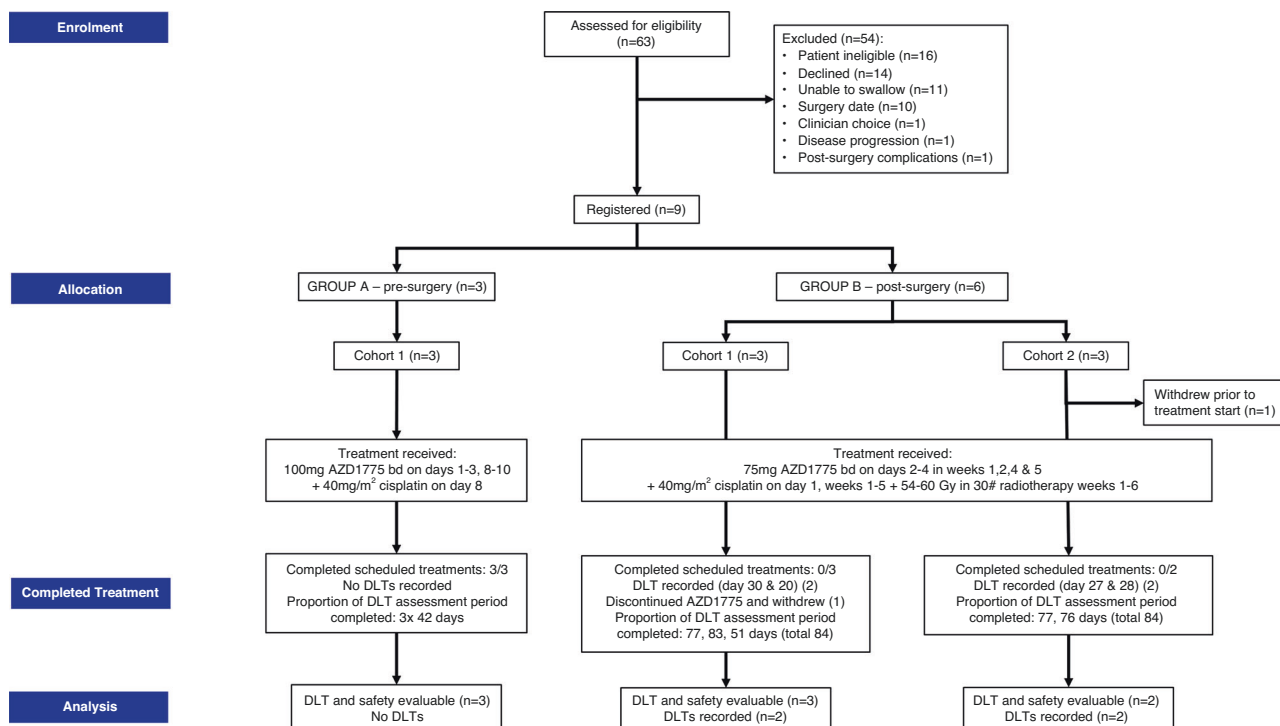 Enrolment
Assessed for eligibility
(n=63)
Excluded (n=54):
• Patient ineligible (n=16)
• Declined (n=14)
• Unable to swallow (n=11)
• Surgery date (n=10)
• Clinician choice (n=1)
• Disease progression (n=1)
• Post-surgery complications (n=1)
Registered (n=9)
Allocation
GROUP A – pre-surgery (n=3)
GROUP B – post-surgery (n=6)
Cohort 1 (n=3)
Cohort 1 (n=3)
Cohort 2 (n=3)
Withdrew prior to
treatment start (n=1)
Treatment received:
100mg AZD1775 bd on days 1-3, 8-10
+ 40mg/m² cisplatin on day 8
Treatment received:
75mg AZD1775 bd on days 2-4 in weeks 1,2,4 & 5
+ 40mg/m² cisplatin on day 1, weeks 1-5 + 54-60 Gy in 30# radiotherapy weeks 1-6
Completed Treatment
Completed scheduled treatments: 3/3
No DLTs recorded
Proportion of DLT assessment period
completed: 3x 42 days
Completed scheduled treatments: 0/3
DLT recorded (day 30 & 20) (2)
Discontinued AZD1775 and withdrew (1)
Proportion of DLT assessment period
completed: 77, 83, 51 days (total 84)
Completed scheduled treatments: 0/2
DLT recorded (day 27 & 28) (2)
Proportion of DLT assessment period
completed: 77, 76 days (total 84)
Analysis
DLT and safety evaluable (n=3)
No DLTs
DLT and safety evaluable (n=3)
DLTs recorded (n=2)
DLT and safety evaluable (n=2)
DLTs recorded (n=2)